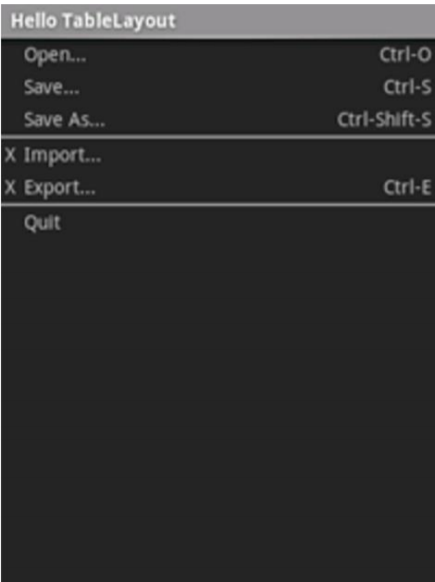 Hello TableLayout
Open... Ctrl-O
Save... Ctrl-S
Save As... Ctrl-Shift-S
X Import...
X Export... Ctrl-E
Quit